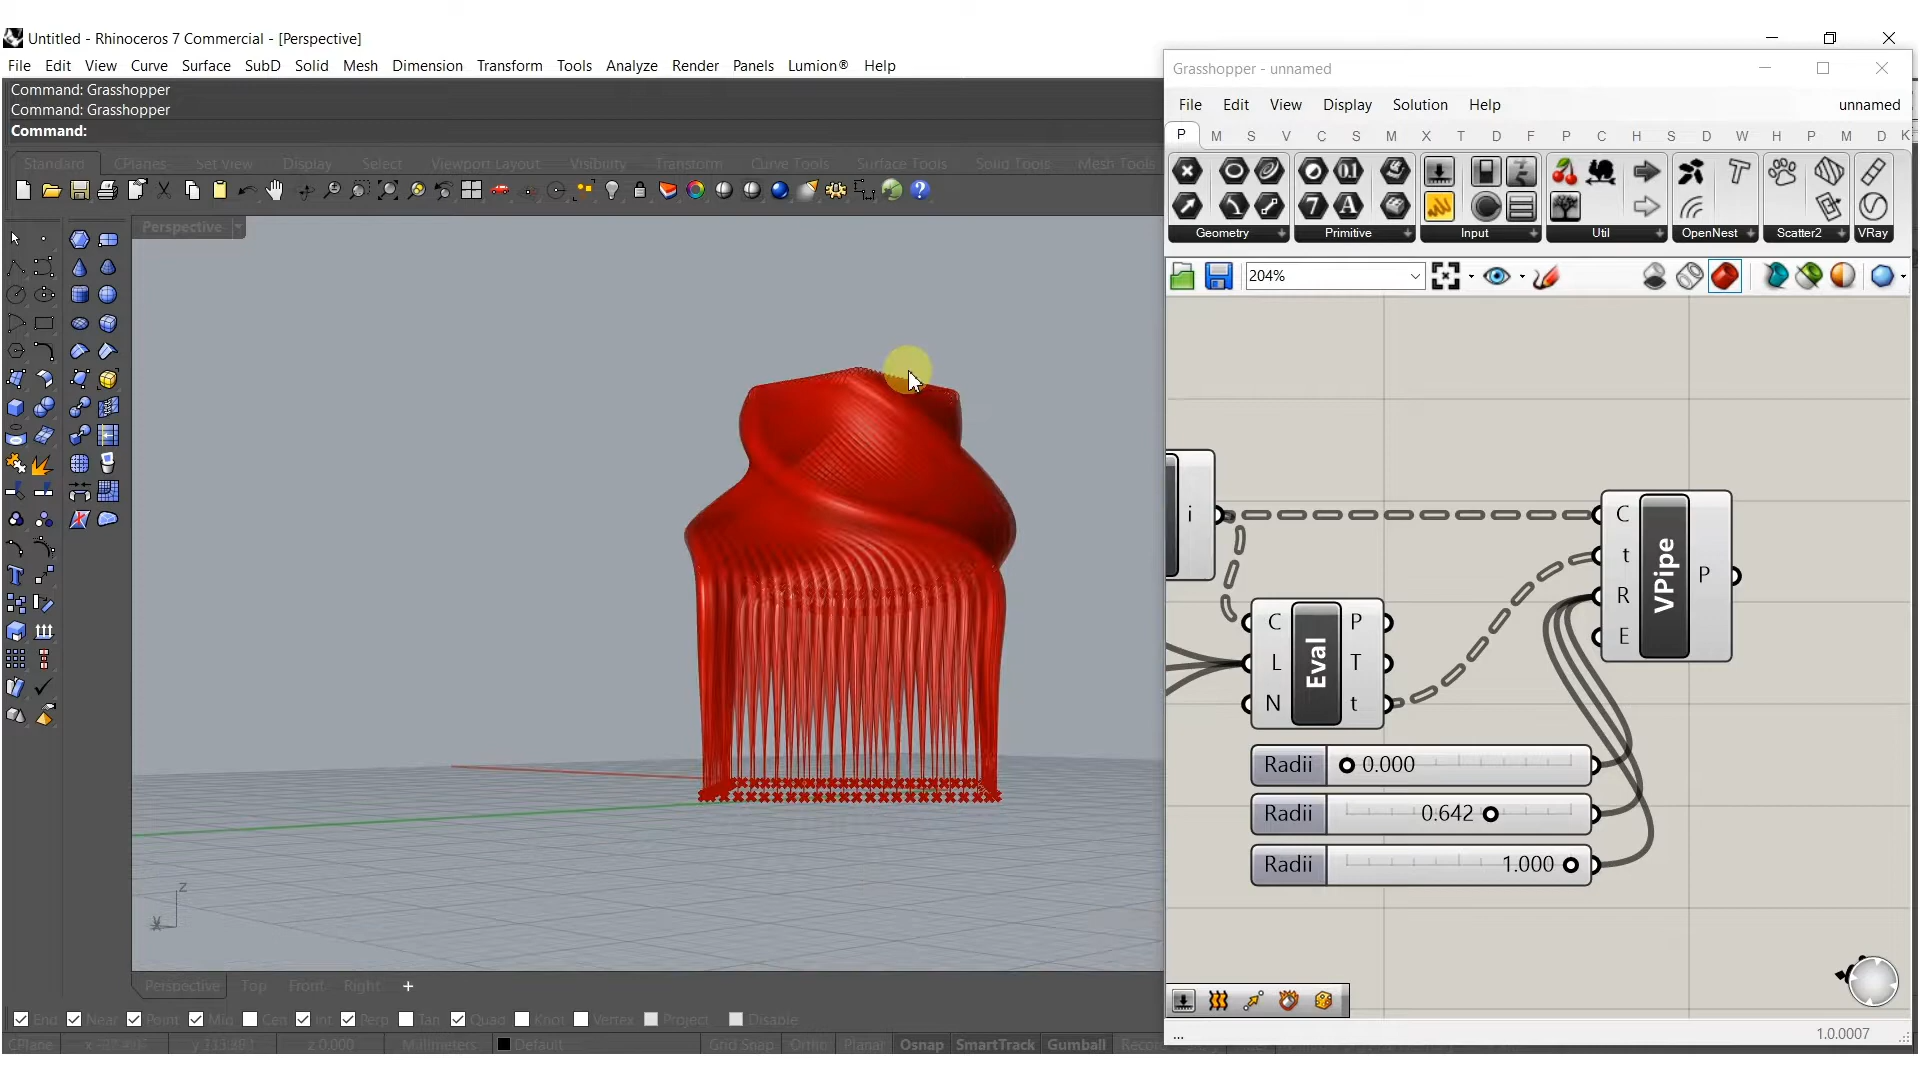 Untitled - Rhinoceros 7 Commercial - [Perspective]
File Edit View Curve Surface SubD Solid Mesh Dimension Transform Tools Analyze Render Panels Lumion® Help
Command: Grasshopper
Command: Grasshopper
Command:
Standard CPlanes Set View Display Select Viewport Layout Visibility Transform Curve Tools Surface Tools Solid Tools Mesh Tools
Perspective
z
x
Perspective Top Front Right +
End Near Point Mid Cen Int Perp Tan Quad Knot Vertex Project Disable
CPlane z 0.000 Millimeters Default Grid Snap Ortho Planar Osnap SmartTrack Gumball
Grasshopper - unnamed
File Edit View Display Solution Help unnamed
P M S V C S M X T D F P C H S D W H P M D K
Geometry Primitive Input Util OpenNest Scatter2 VRay
204%
i
C
t
R
E
VPipe
P
C
L
N
Eval
P
T
t
Radii 0.000
Radii 0.642
Radii 1.000
... 1.0.0007